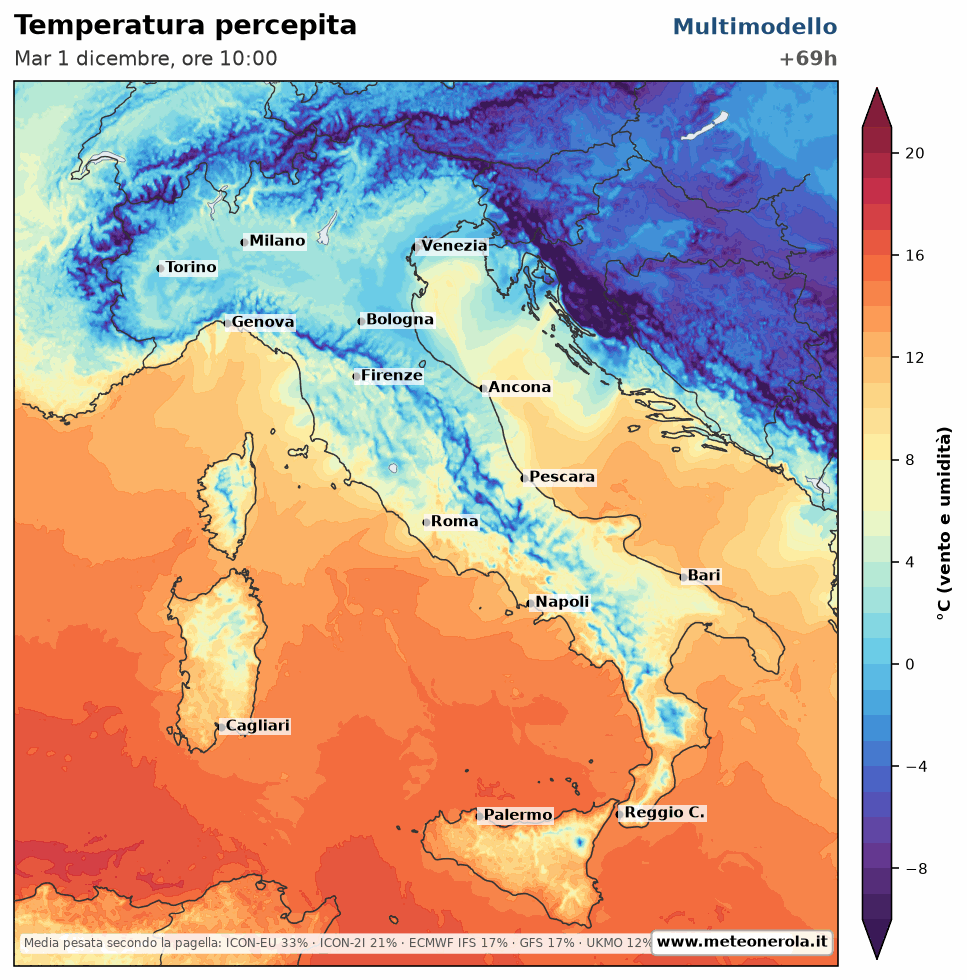 Temperatura percepita
Multimodello
Mar 1 dicembre, ore 10:00
+69h
Milano
Venezia
Torino
Genova
Bologna
Firenze
Ancona
Pescara
Roma
Bari
Napoli
Cagliari
Palermo
Reggio C.
20
16
12
8
4
0
−4
−8
°C (vento e umidità)
Media pesata secondo la pagella: ICON-EU 33% · ICON-2I 21% · ECMWF IFS 17% · GFS 17% · UKMO 12%
www.meteonerola.it